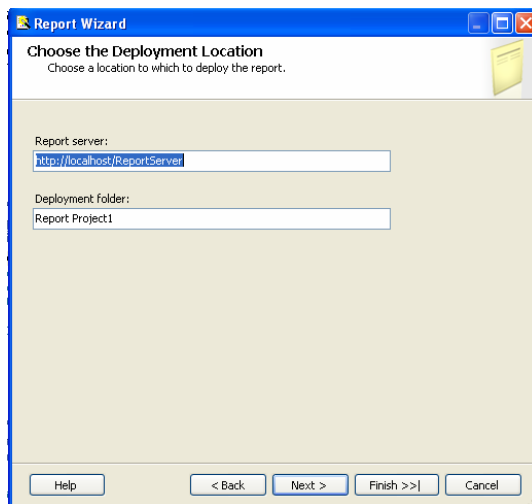 Report Wizard
Choose the Deployment Location
Choose a location to which to deploy the report.
Report server:
http://localhost/ReportServer
Deployment folder:
Report Project1
Help
< Back
Next >
Finish >>|
Cancel